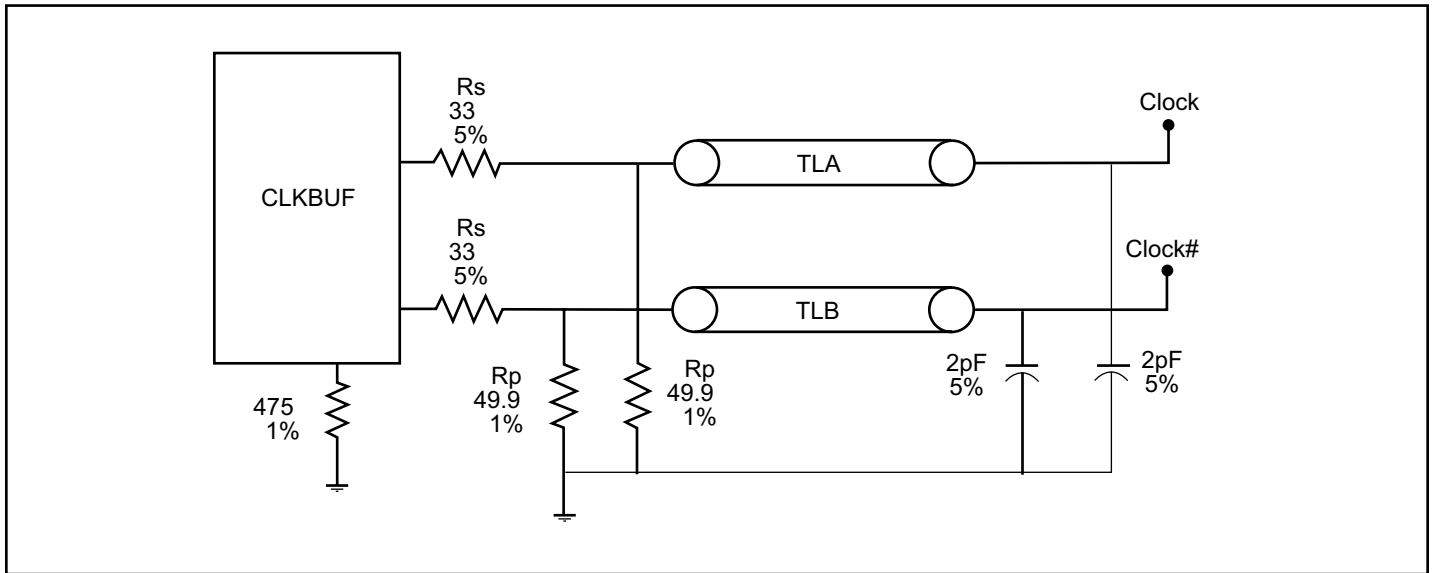 Rs
33
5%
Clock
TLA
CLKBUF
Rs
33
5%
Clock#
TLB
475
1%
Rp
49.9
1%
Rp
49.9
1%
2pF
5%
2pF
5%